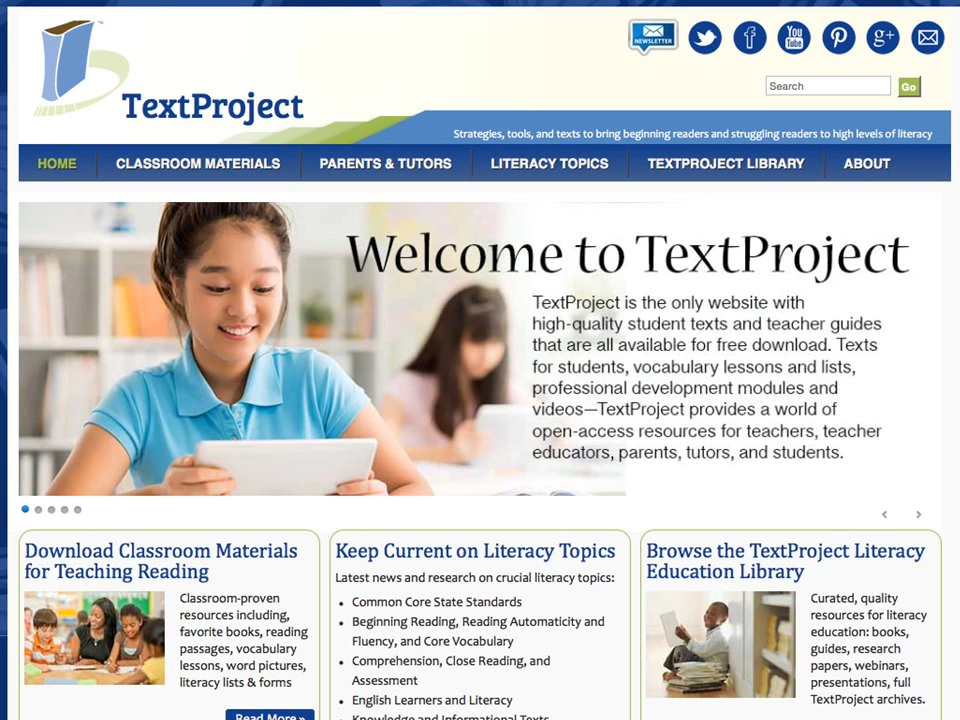 NEWSLETTER
You
Tube
g+
Search
Go
™
TextProject
Strategies, tools, and texts to bring beginning readers and struggling readers to high levels of literacy
HOME
CLASSROOM MATERIALS
PARENTS & TUTORS
LITERACY TOPICS
TEXTPROJECT LIBRARY
ABOUT
Welcome to TextProject
TextProject is the only website with
high-quality student texts and teacher guides
that are all available for free download. Texts
for students, vocabulary lessons and lists,
professional development modules and
videos—TextProject provides a world of
open-access resources for teachers, teacher
educators, parents, tutors, and students.
Download Classroom Materials
for Teaching Reading
Classroom-proven
resources including,
favorite books, reading
passages, vocabulary
lessons, word pictures,
literacy lists & forms
Read More »
Keep Current on Literacy Topics
Latest news and research on crucial literacy topics:
• Common Core State Standards
• Beginning Reading, Reading Automaticity and
Fluency, and Core Vocabulary
• Comprehension, Close Reading, and
Assessment
• English Learners and Literacy
• Knowledge and Informational Texts
Browse the TextProject Literacy
Education Library
Curated, quality
resources for literacy
education: books,
guides, research
papers, webinars,
presentations, full
TextProject archives.